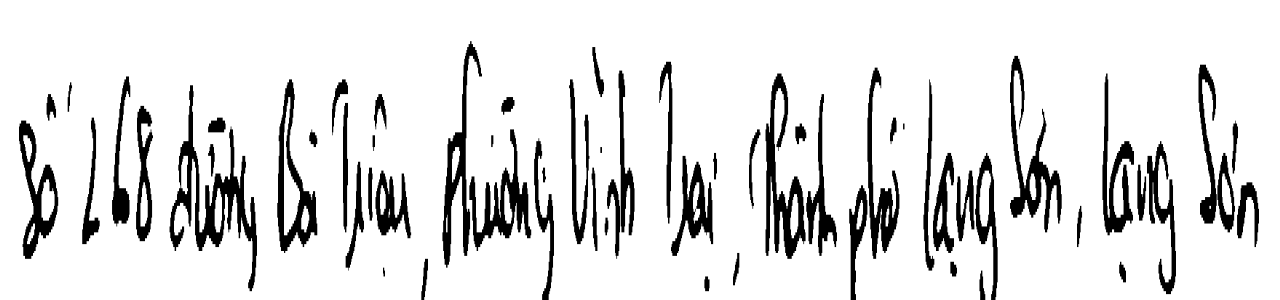 Số 268 đường Bà Triệu, phường Vĩnh Trại, Thành phố Lạng Sơn, Lạng Sơn